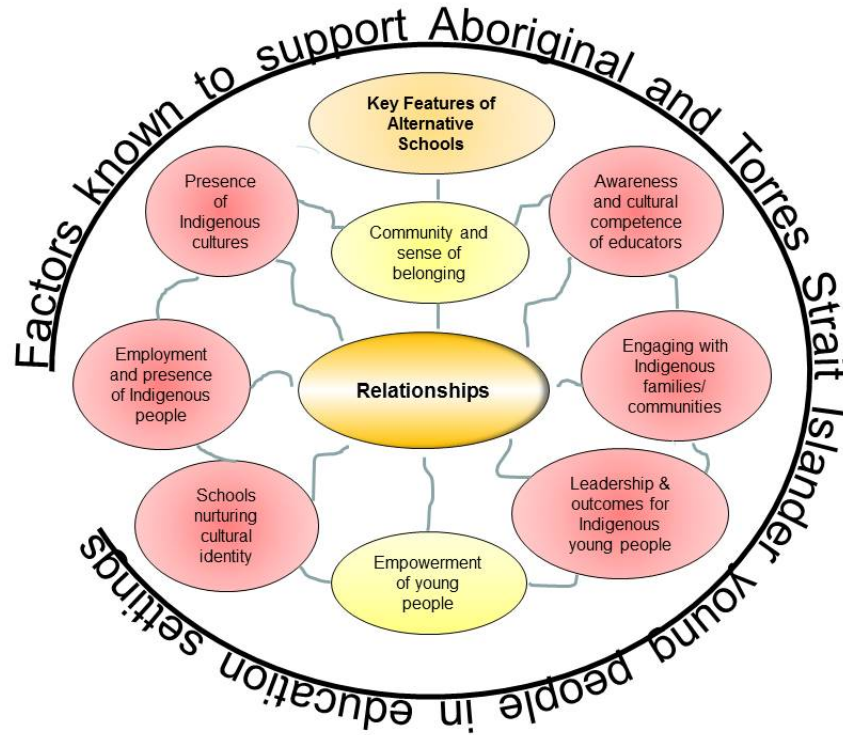 Factors known to support Aboriginal and Torres Strait Islander young people in education settings
Key Features of
Alternative
Schools
Presence
of
Indigenous
cultures
Community and
sense of
belonging
Awareness
and cultural
competence
of educators
Employment
and presence
of Indigenous
people
Relationships
Engaging with
Indigenous
families/
communities
Schools
nurturing
cultural
identity
Empowerment
of young
people
Leadership &
outcomes for
Indigenous
young people